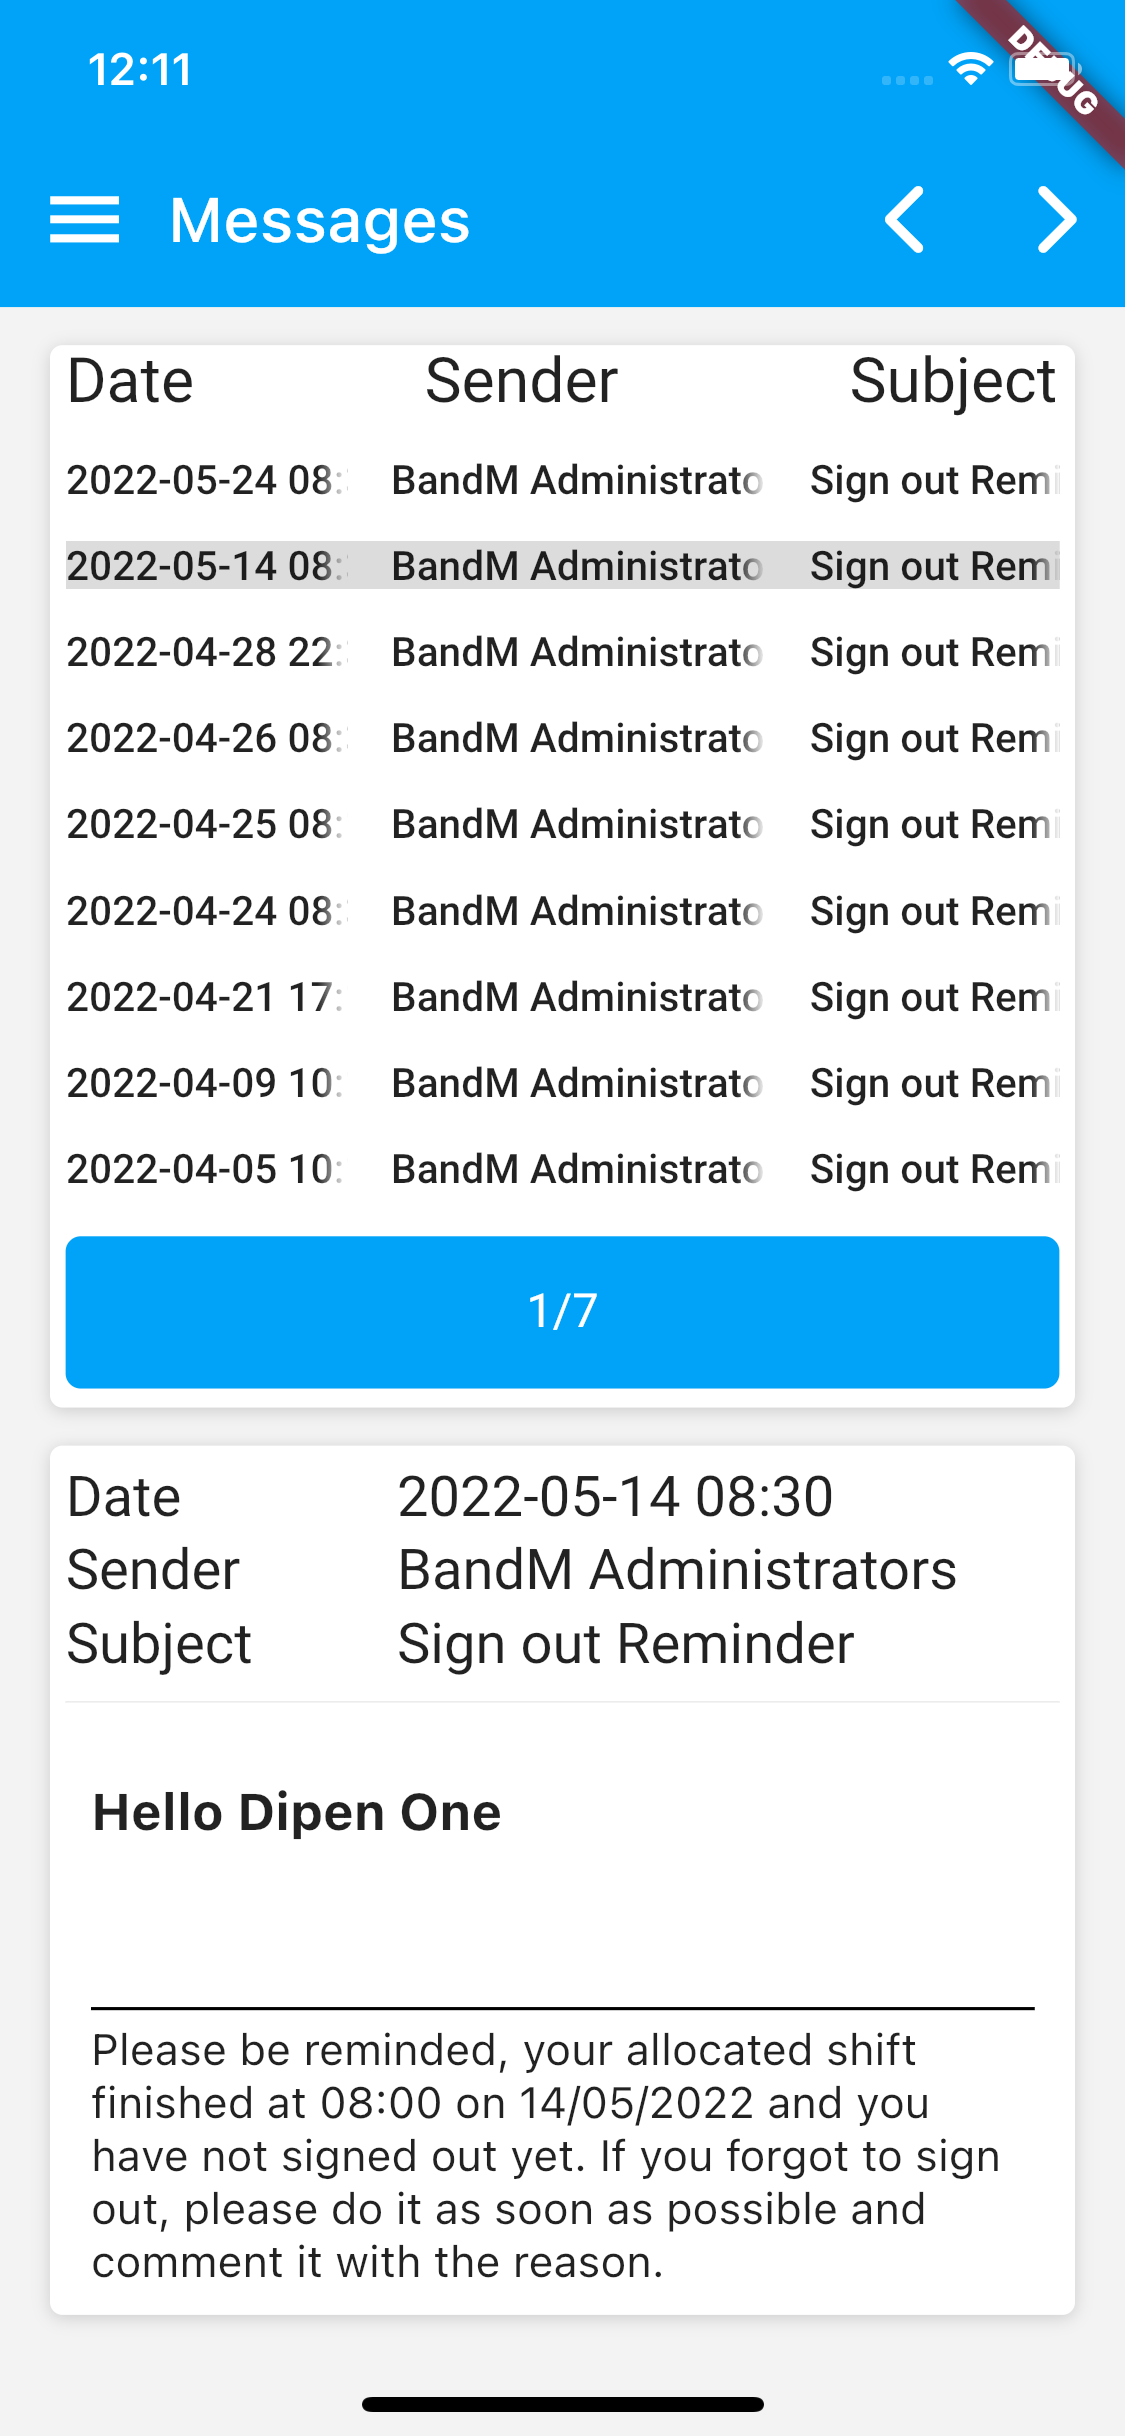 12:11
DEBUG
Messages
Date Sender Subject
2022-05-24 08: BandM Administrato Sign out Remi
2022-05-14 08: BandM Administrato Sign out Remi
2022-04-28 22: BandM Administrato Sign out Remi
2022-04-26 08: BandM Administrato Sign out Remi
2022-04-25 08: BandM Administrato Sign out Remi
2022-04-24 08: BandM Administrato Sign out Remi
2022-04-21 17: BandM Administrato Sign out Remi
2022-04-09 10: BandM Administrato Sign out Remi
2022-04-05 10: BandM Administrato Sign out Remi
1/7
Date 2022-05-14 08:30
Sender BandM Administrators
Subject Sign out Reminder
Hello Dipen One
Please be reminded, your allocated shift
finished at 08:00 on 14/05/2022 and you
have not signed out yet. If you forgot to sign
out, please do it as soon as possible and
comment it with the reason.